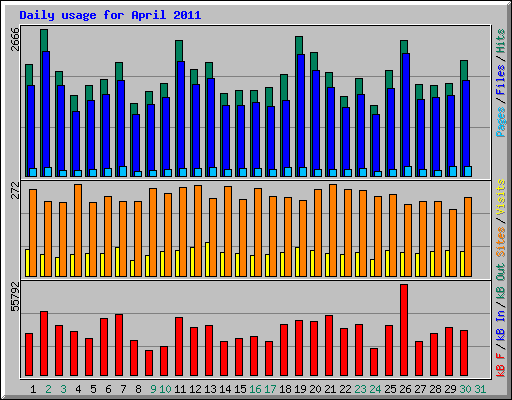 Daily usage for April 2011
2666
Pages / Files / Hits
272
Sites / Visits
55792
kB F / kB In / kB Out
1 2 3 4 5 6 7 8 9 10 11 12 13 14 15 16 17 18 19 20 21 22 23 24 25 26 27 28 29 30 31